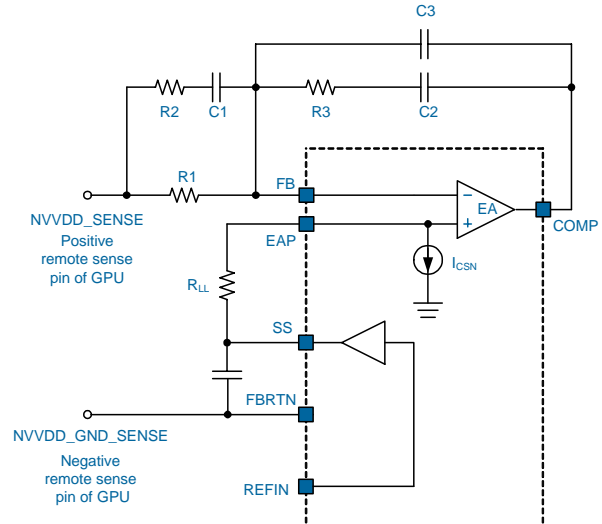 C3
R2
C1
R3
C2
R1
FB
NVVDD_SENSE
Positive
remote sense
pin of GPU
EAP
−
+
EA
COMP
I_CSN
R_LL
SS
FBRTN
NVVDD_GND_SENSE
Negative
remote sense
pin of GPU
REFIN